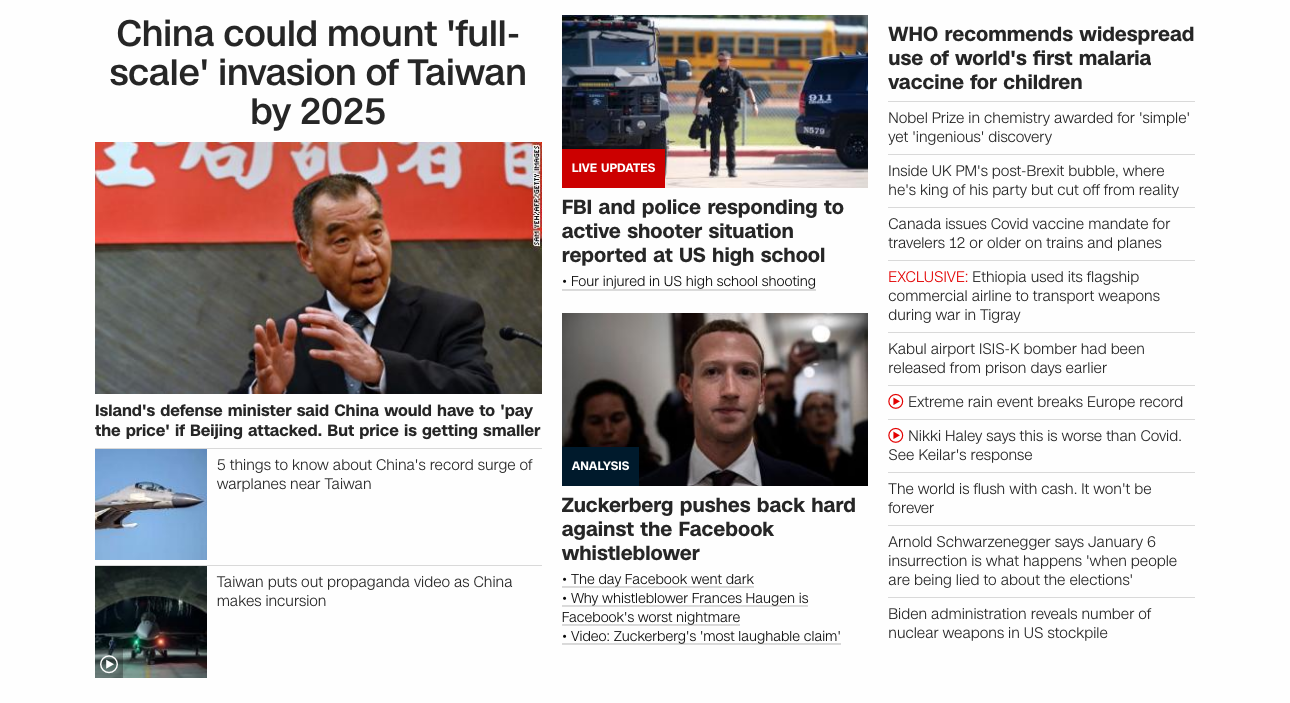 China could mount 'full-
scale' invasion of Taiwan
by 2025
全局記者
SAM YEH/AFP/GETTY IMAGES
Island's defense minister said China would have to 'pay
the price' if Beijing attacked. But price is getting smaller
5 things to know about China's record surge of
warplanes near Taiwan
Taiwan puts out propaganda video as China
makes incursion
911
N579
LIVE UPDATES
FBI and police responding to
active shooter situation
reported at US high school
• Four injured in US high school shooting
ANALYSIS
Zuckerberg pushes back hard
against the Facebook
whistleblower
• The day Facebook went dark
• Why whistleblower Frances Haugen is
Facebook's worst nightmare
• Video: Zuckerberg's 'most laughable claim'
WHO recommends widespread
use of world's first malaria
vaccine for children
Nobel Prize in chemistry awarded for 'simple'
yet 'ingenious' discovery
Inside UK PM's post-Brexit bubble, where
he's king of his party but cut off from reality
Canada issues Covid vaccine mandate for
travelers 12 or older on trains and planes
EXCLUSIVE: Ethiopia used its flagship
commercial airline to transport weapons
during war in Tigray
Kabul airport ISIS-K bomber had been
released from prison days earlier
Extreme rain event breaks Europe record
Nikki Haley says this is worse than Covid.
See Keilar's response
The world is flush with cash. It won't be
forever
Arnold Schwarzenegger says January 6
insurrection is what happens 'when people
are being lied to about the elections'
Biden administration reveals number of
nuclear weapons in US stockpile